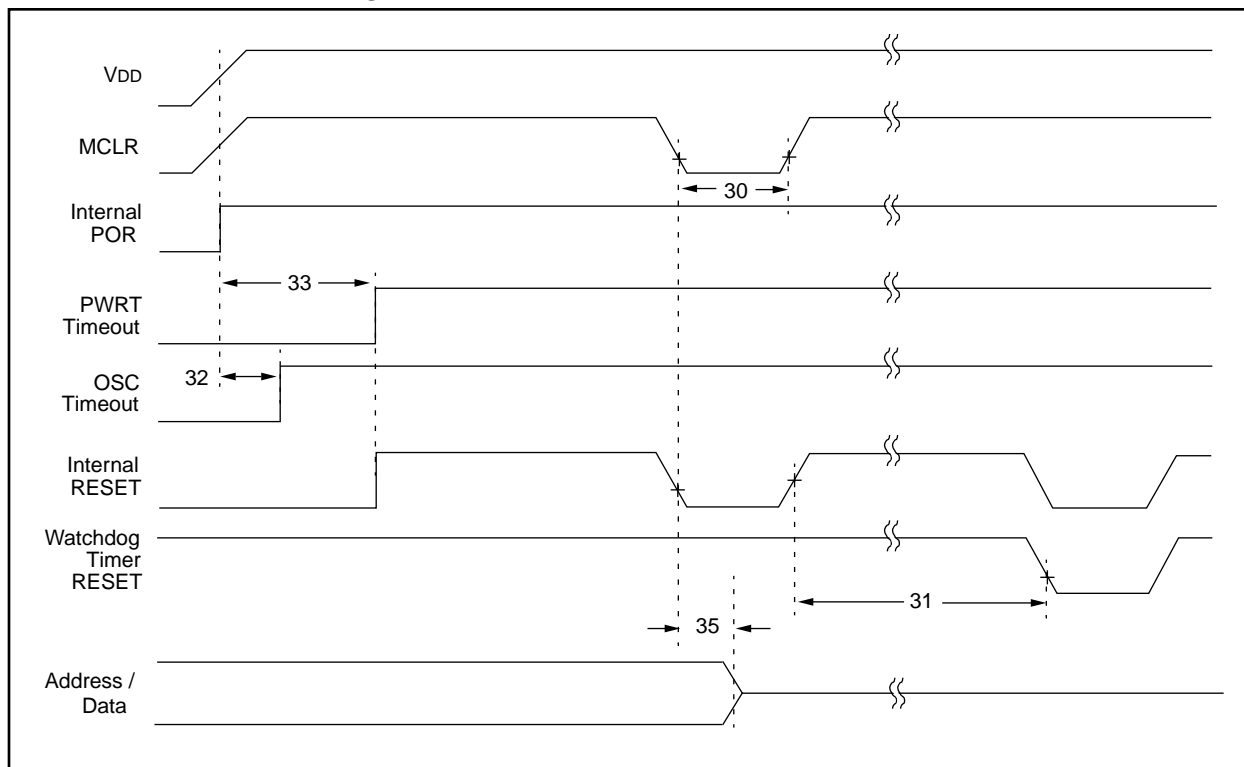 VDD
MCLR
30
Internal
POR
33
PWRT
Timeout
32
OSC
Timeout
Internal
RESET
Watchdog
Timer
RESET
31
35
Address /
Data